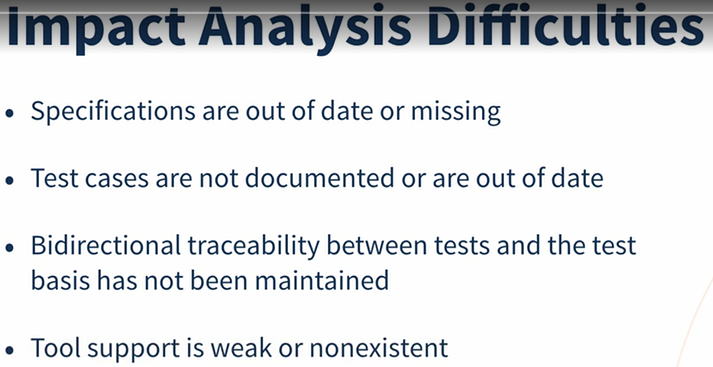 Impact Analysis Difficulties
• Specifications are out of date or missing
• Test cases are not documented or are out of date
• Bidirectional traceability between tests and the test
basis has not been maintained
• Tool support is weak or nonexistent